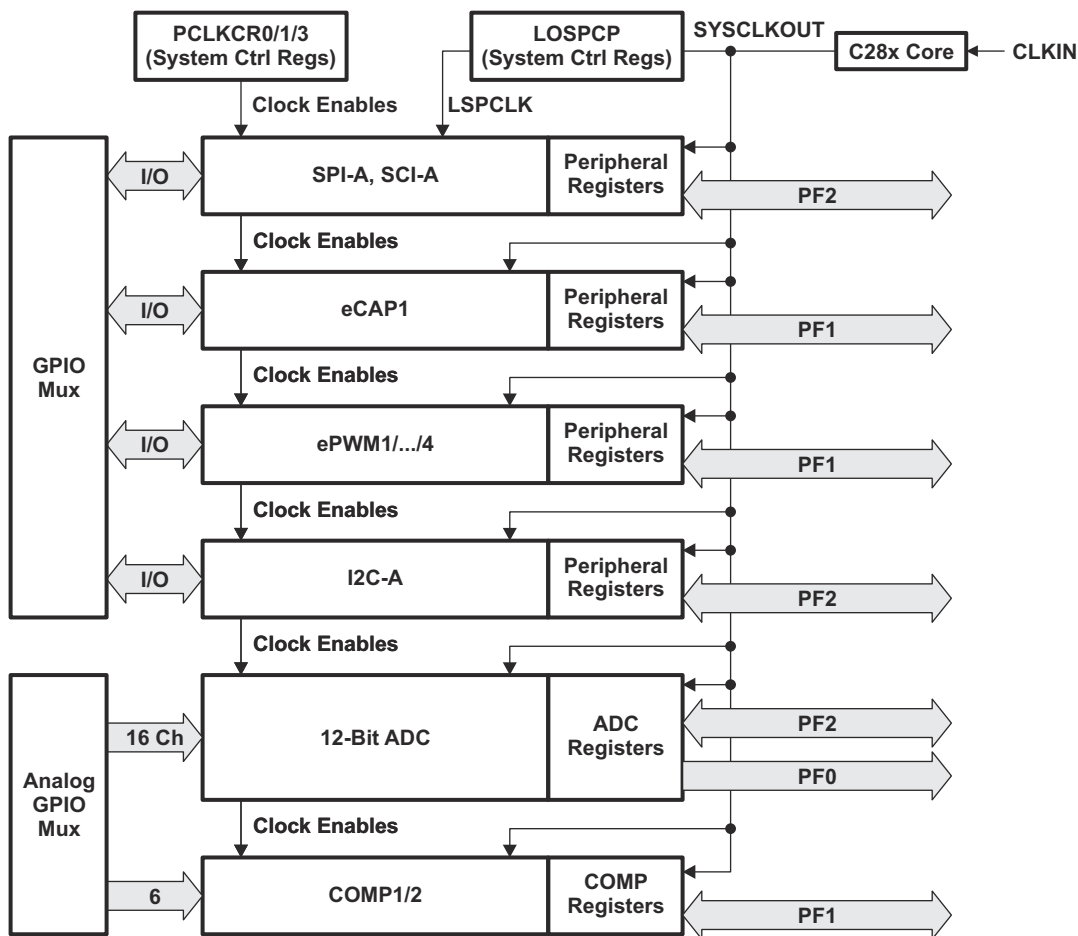 PCLKCR0/1/3
(System Ctrl Regs)
LOSPCP
(System Ctrl Regs)
SYSCLKOUT
C28x Core
CLKIN
Clock Enables
LSPCLK
I/O
SPI-A, SCI-A
Peripheral
Registers
PF2
Clock Enables
I/O
eCAP1
Peripheral
Registers
PF1
GPIO
Mux
Clock Enables
I/O
ePWM1/.../4
Peripheral
Registers
PF1
Clock Enables
I/O
I2C-A
Peripheral
Registers
PF2
Clock Enables
Analog
GPIO
Mux
16 Ch
12-Bit ADC
ADC
Registers
PF2
PF0
Clock Enables
6
COMP1/2
COMP
Registers
PF1